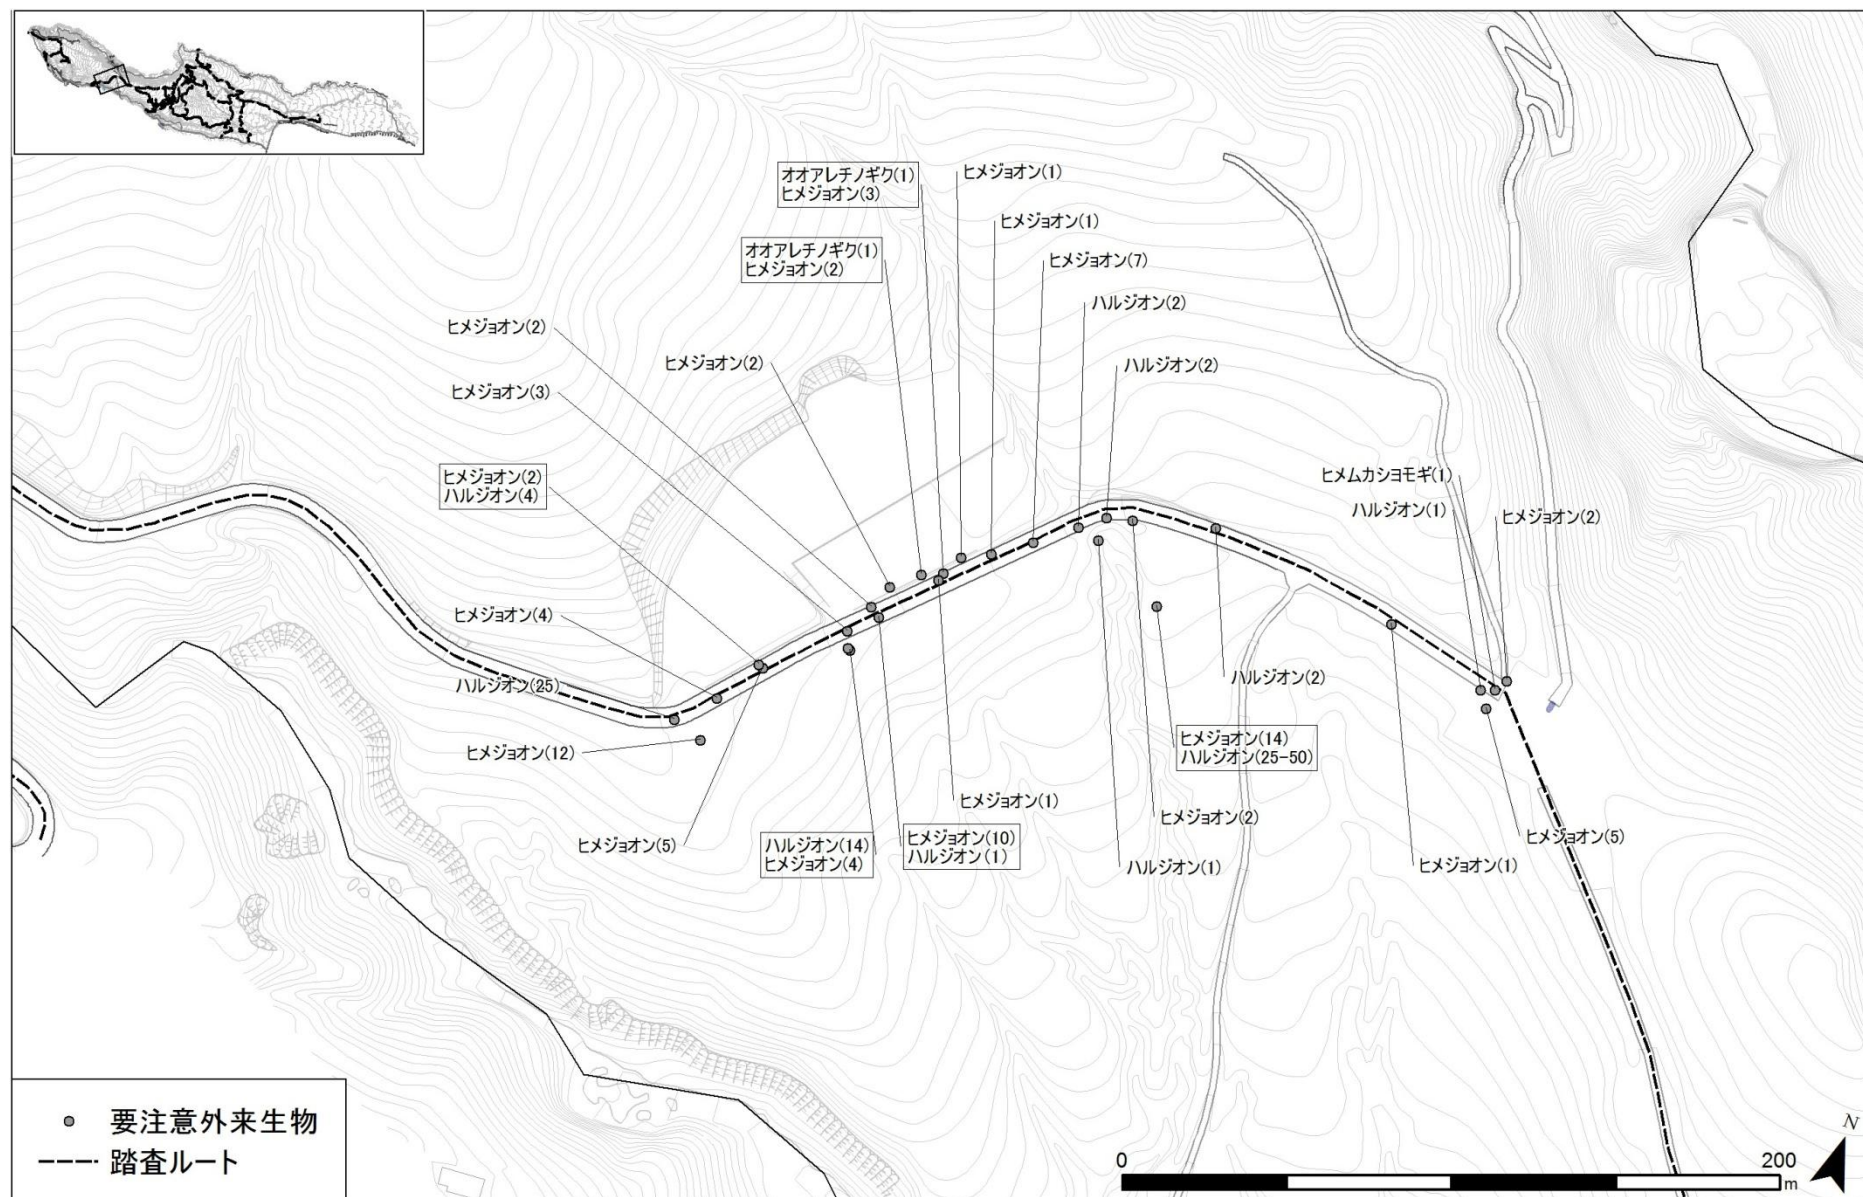 オオアレチノギク(1)
ヒメジョオン(3)
ヒメジョオン(1)
ヒメジョオン(1)
オオアレチノギク(1)
ヒメジョオン(2)
ヒメジョオン(7)
ハルジオン(2)
ヒメジョオン(2)
ヒメジョオン(2)
ハルジオン(2)
ヒメジョオン(3)
ヒメジョオン(2)
ハルジオン(4)
ヒメムカシヨモギ(1)
ハルジオン(1)
ヒメジョオン(2)
ヒメジョオン(4)
ハルジオン(25)
ハルジオン(2)
ヒメジョオン(12)
ヒメジョオン(14)
ハルジオン(25-50)
ヒメジョオン(1)
ヒメジョオン(2)
ヒメジョオン(5)
ハルジオン(14)
ヒメジョオン(4)
ヒメジョオン(10)
ハルジオン(1)
ハルジオン(1)
ヒメジョオン(1)
ヒメジョオン(5)
要注意外来生物
踏査ルート
0
200
m
N